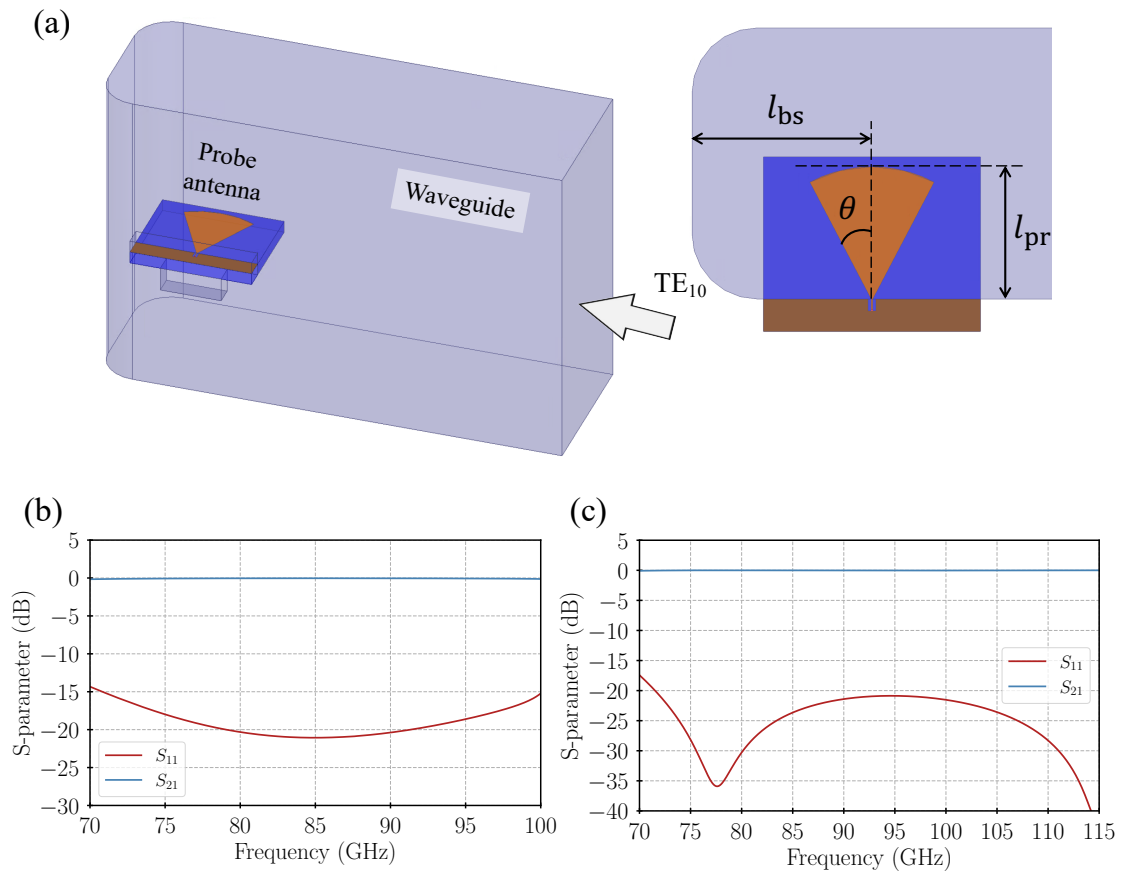 (a)
Probe
antenna
Waveguide
TE₁₀
l_bs
θ
l_pr
(b)
5
0
−5
−10
−15
−20
−25
−30
S-parameter (dB)
S₁₁
S₂₁
70 75 80 85 90 95 100
Frequency (GHz)
(c)
5
0
−5
−10
−15
−20
−25
−30
−35
−40
S-parameter (dB)
S₁₁
S₂₁
70 75 80 85 90 95 100 105 110 115
Frequency (GHz)